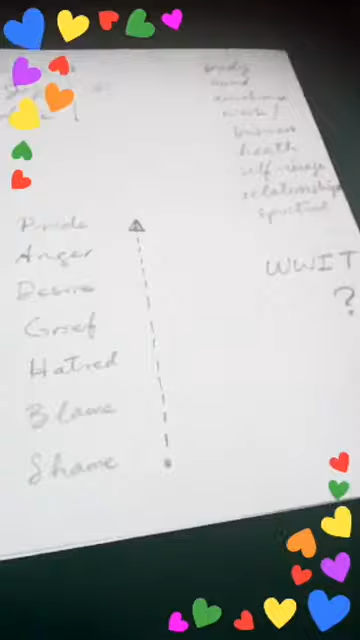 body
mind
emotions
work /
business
health
self-image
relationships
spiritual
Pride
Anger
Desire
Grief
Hatred
Blame
Shame
WWIT
?